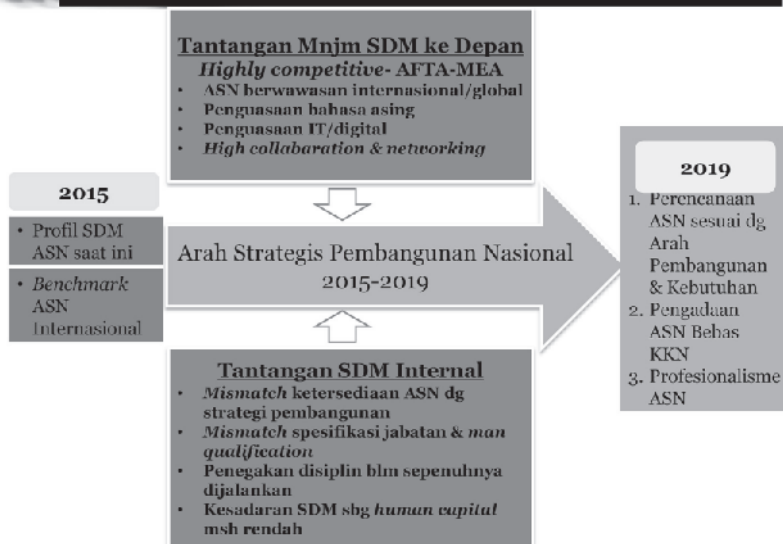 Tantangan Mnjm SDM ke Depan
Highly competitive- AFTA-MEA
• ASN berwawasan internasional/global
• Penguasaan bahasa asing
• Penguasaan IT/digital
• High collabaration & networking
2015
• Profil SDM
ASN saat ini
• Benchmark
ASN
Internasional
Arah Strategis Pembangunan Nasional
2015-2019
Tantangan SDM Internal
• Mismatch ketersediaan ASN dg
strategi pembangunan
• Mismatch spesifikasi jabatan & man
qualification
• Penegakan disiplin blm sepenuhnya
dijalankan
• Kesadaran SDM sbg human capital
msh rendah
2019
1. Perencanaan
ASN sesuai dg
Arah
Pembangunan
& Kebutuhan
2. Pengadaan
ASN Bebas
KKN
3. Profesionalisme
ASN